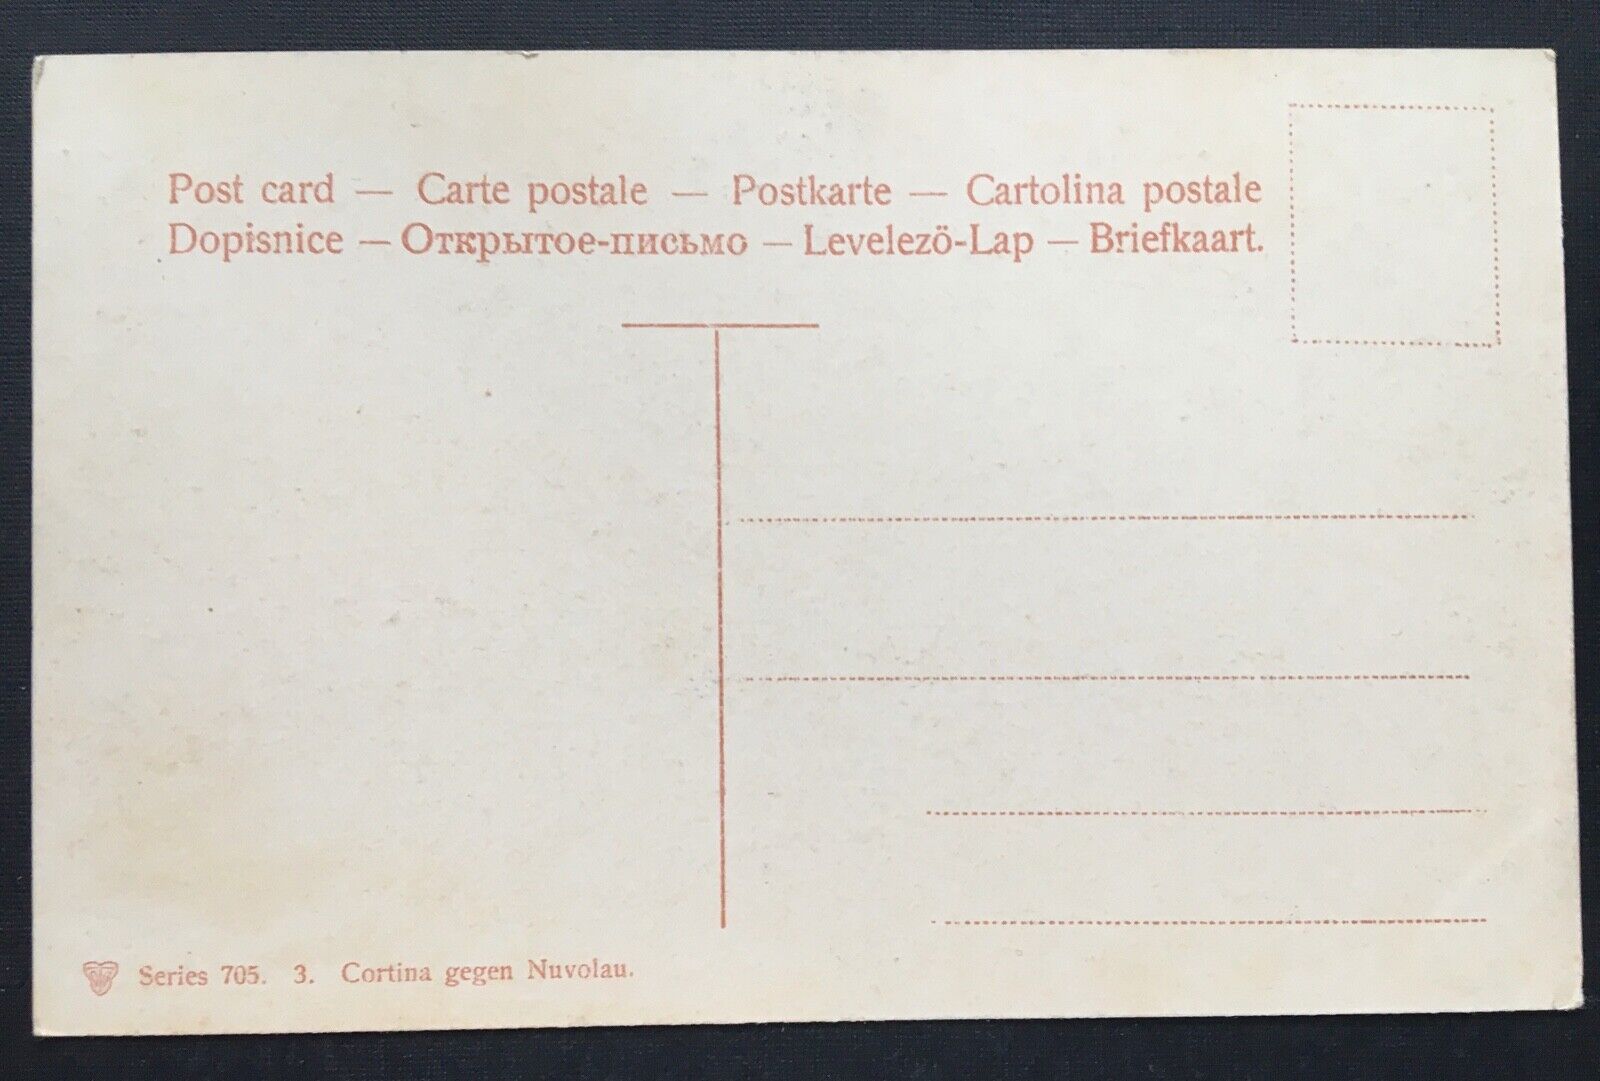 Post card — Carte postale — Postkarte — Cartolina postale
Dopisnice — Открытое-письмо — Levelezö-Lap — Briefkaart.
Series 705. 3. Cortina gegen Nuvolau.